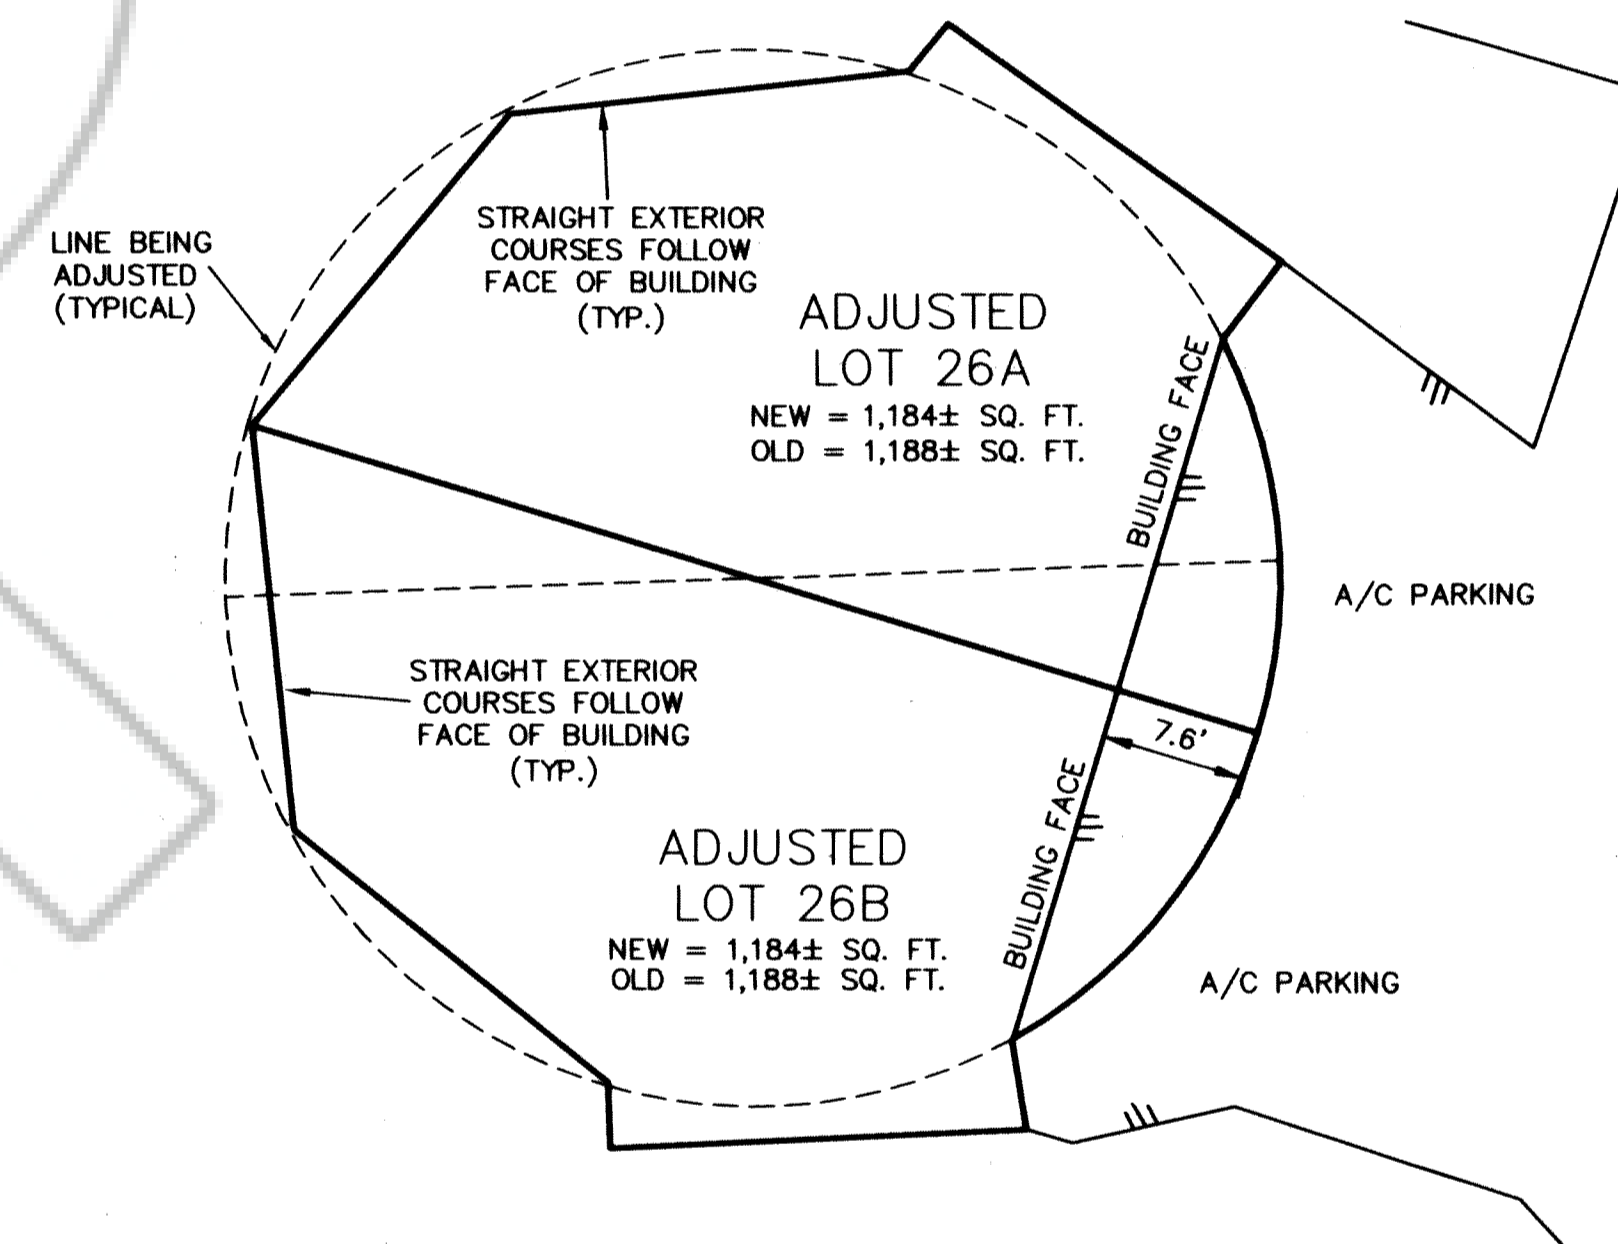 LINE BEING
ADJUSTED
(TYPICAL)
STRAIGHT EXTERIOR
COURSES FOLLOW
FACE OF BUILDING
(TYP.)
ADJUSTED
LOT 26A
NEW = 1,184± SQ. FT.
OLD = 1,188± SQ. FT.
BUILDING FACE
A/C PARKING
STRAIGHT EXTERIOR
COURSES FOLLOW
FACE OF BUILDING
(TYP.)
7.6'
BUILDING FACE
ADJUSTED
LOT 26B
NEW = 1,184± SQ. FT.
OLD = 1,188± SQ. FT.
A/C PARKING